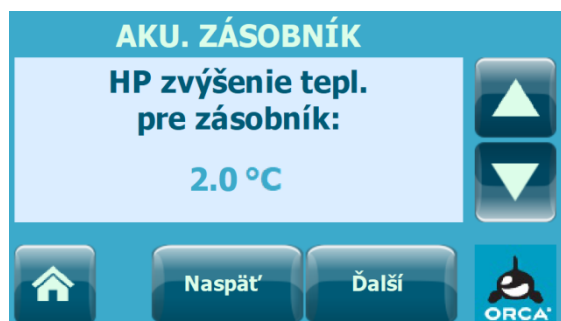 AKU. ZÁSOBNÍK
HP zvýšenie tepl.
pre zásobník:
2.0 °C
Naspäť
Ďalší
ORCA